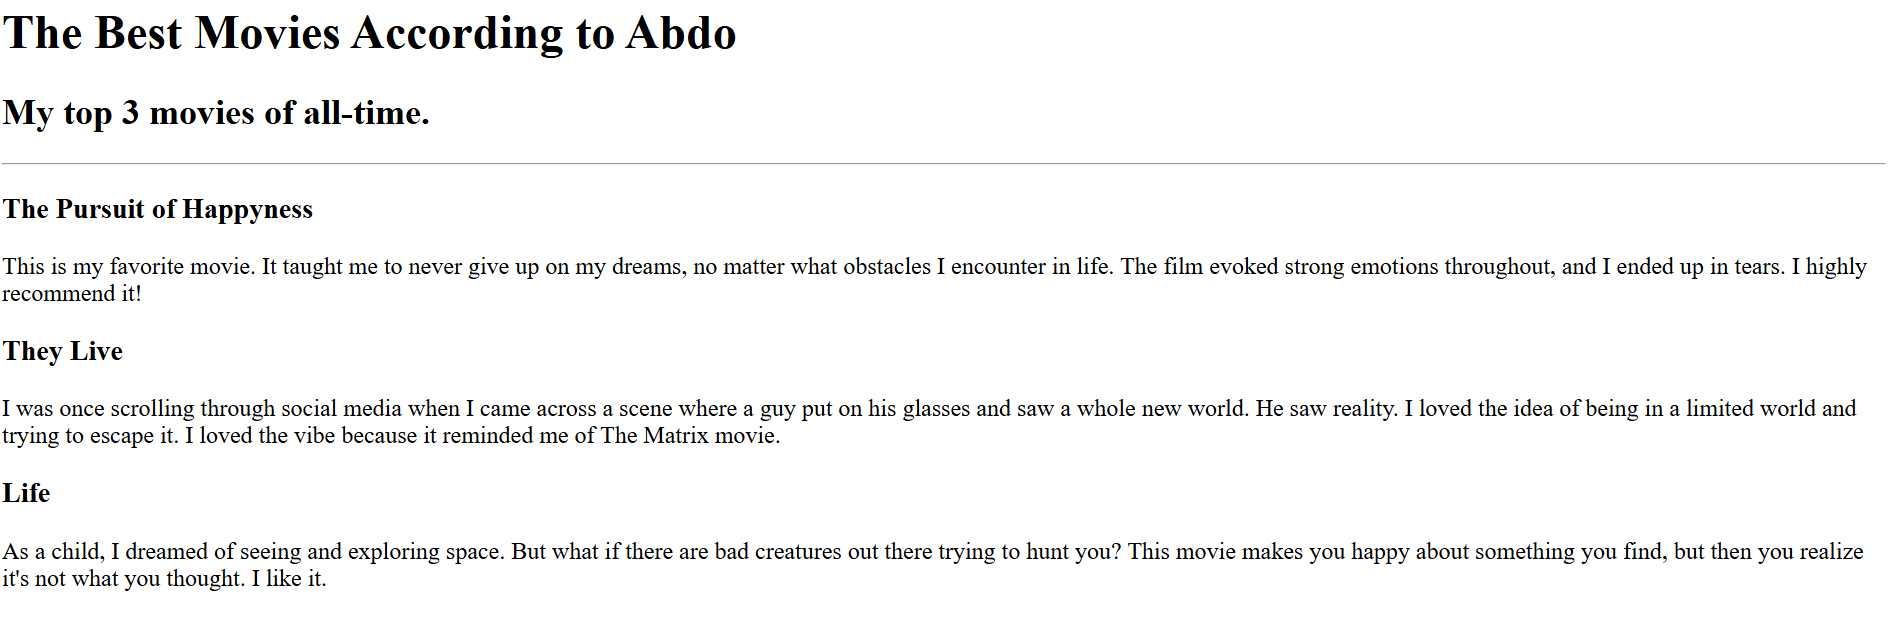 The Best Movies According to Abdo
My top 3 movies of all-time.
The Pursuit of Happyness
This is my favorite movie. It taught me to never give up on my dreams, no matter what obstacles I encounter in life. The film evoked strong emotions throughout, and I ended up in tears. I highly
recommend it!
They Live
I was once scrolling through social media when I came across a scene where a guy put on his glasses and saw a whole new world. He saw reality. I loved the idea of being in a limited world and
trying to escape it. I loved the vibe because it reminded me of The Matrix movie.
Life
As a child, I dreamed of seeing and exploring space. But what if there are bad creatures out there trying to hunt you? This movie makes you happy about something you find, but then you realize
it's not what you thought. I like it.